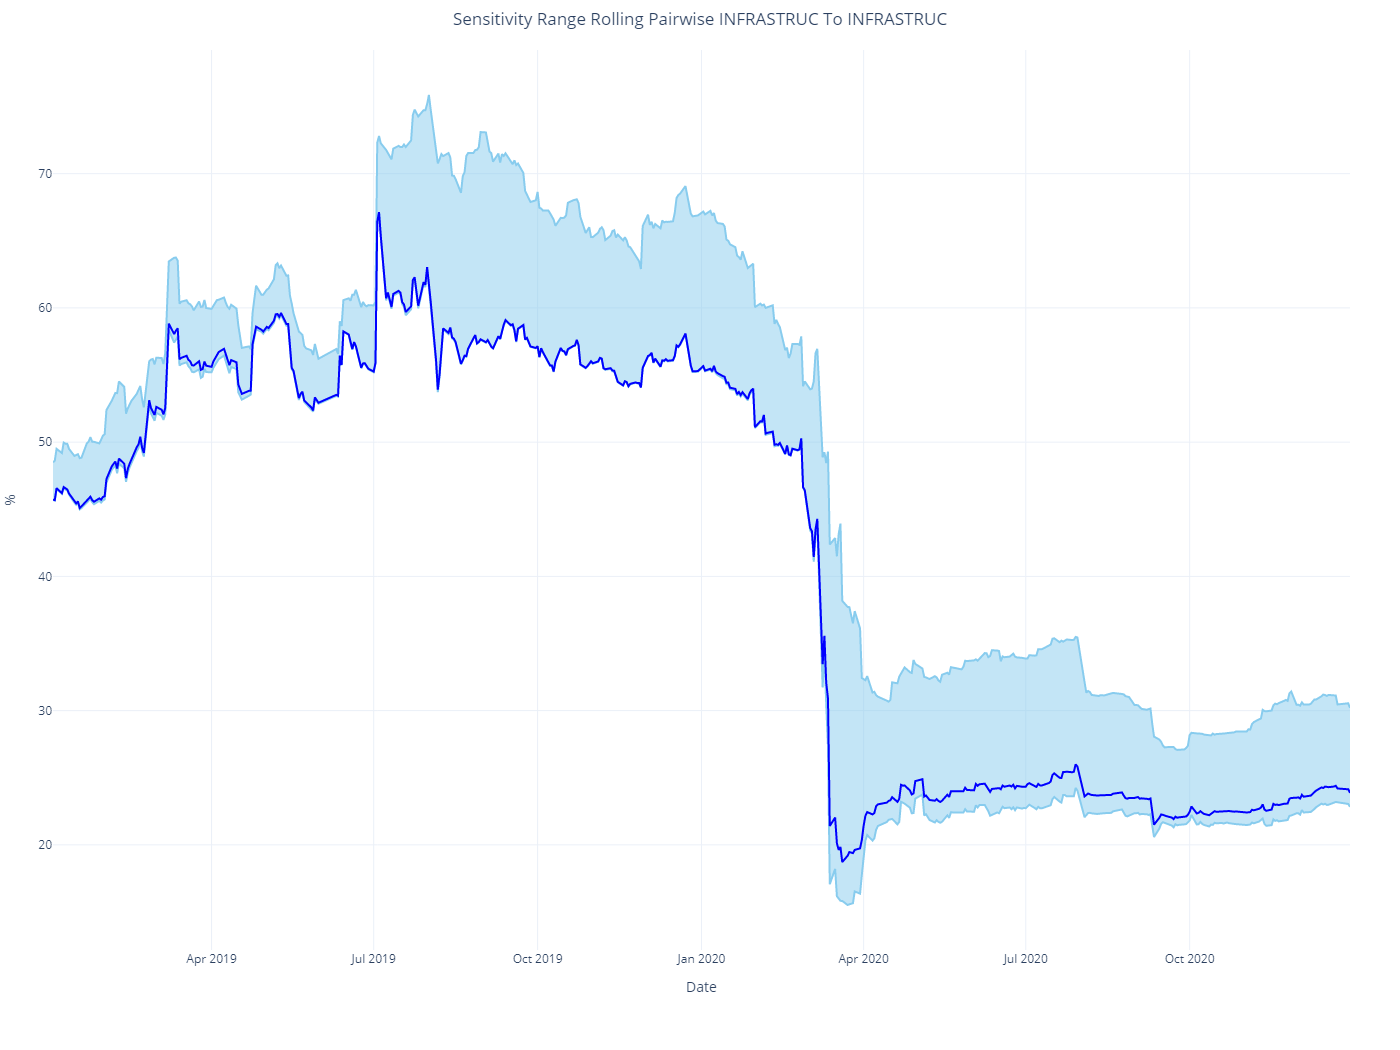 Sensitivity Range Rolling Pairwise INFRASTRUC To INFRASTRUC
70
60
50
40
30
20
%
Apr 2019
Jul 2019
Oct 2019
Jan 2020
Apr 2020
Jul 2020
Oct 2020
Date